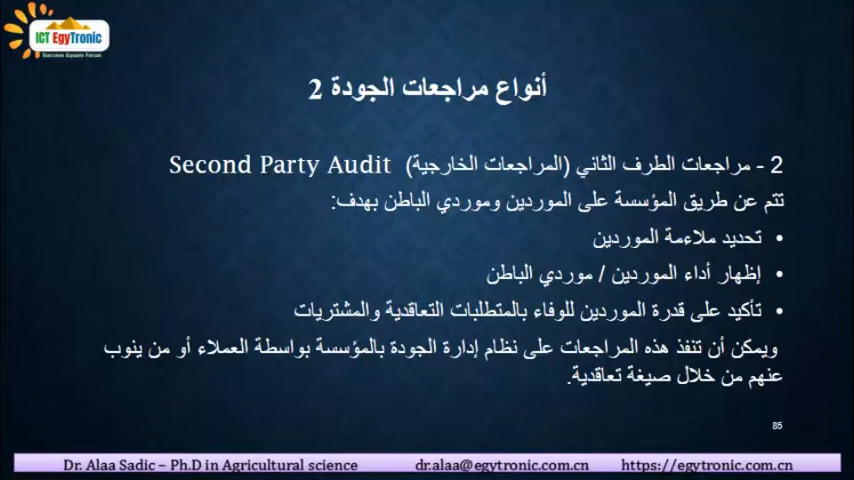 ICT EgyTronic
Success Equals Focus
أنواع مراجعات الجودة 2
2 - مراجعات الطرف الثاني (المراجعات الخارجية) Second Party Audit
تتم عن طريق المؤسسة على الموردين وموردي الباطن بهدف:
• تحديد ملاءمة الموردين
• إظهار أداء الموردين / موردي الباطن
• تأكيد على قدرة الموردين للوفاء بالمتطلبات التعاقدية والمشتريات
ويمكن أن تنفذ هذه المراجعات على نظام إدارة الجودة بالمؤسسة بواسطة العملاء أو من ينوب
عنهم من خلال صيغة تعاقدية.
85
Dr. Alaa Sadic – Ph.D in Agricultural science dr.alaa@egytronic.com.cn https://egytronic.com.cn